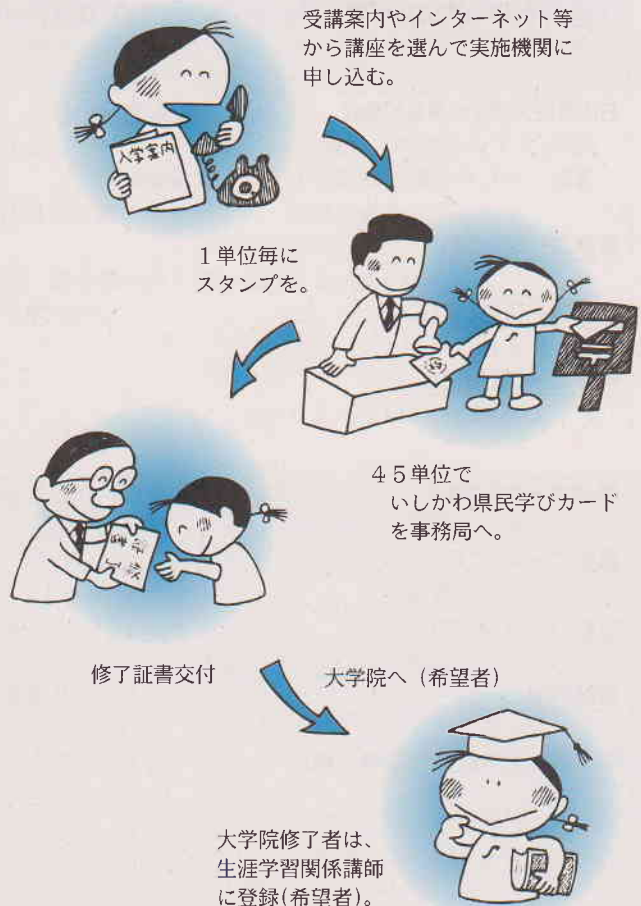 受講案内やインターネット等
から講座を選んで実施機関に
申し込む。
入学案内
１単位毎に
スタンプを。
４５単位で
いしかわ県民学びカード
を事務局へ。
修了証書
修了証書交付
大学院へ（希望者）
大学院修了者は、
生涯学習関係講師
に登録(希望者)。